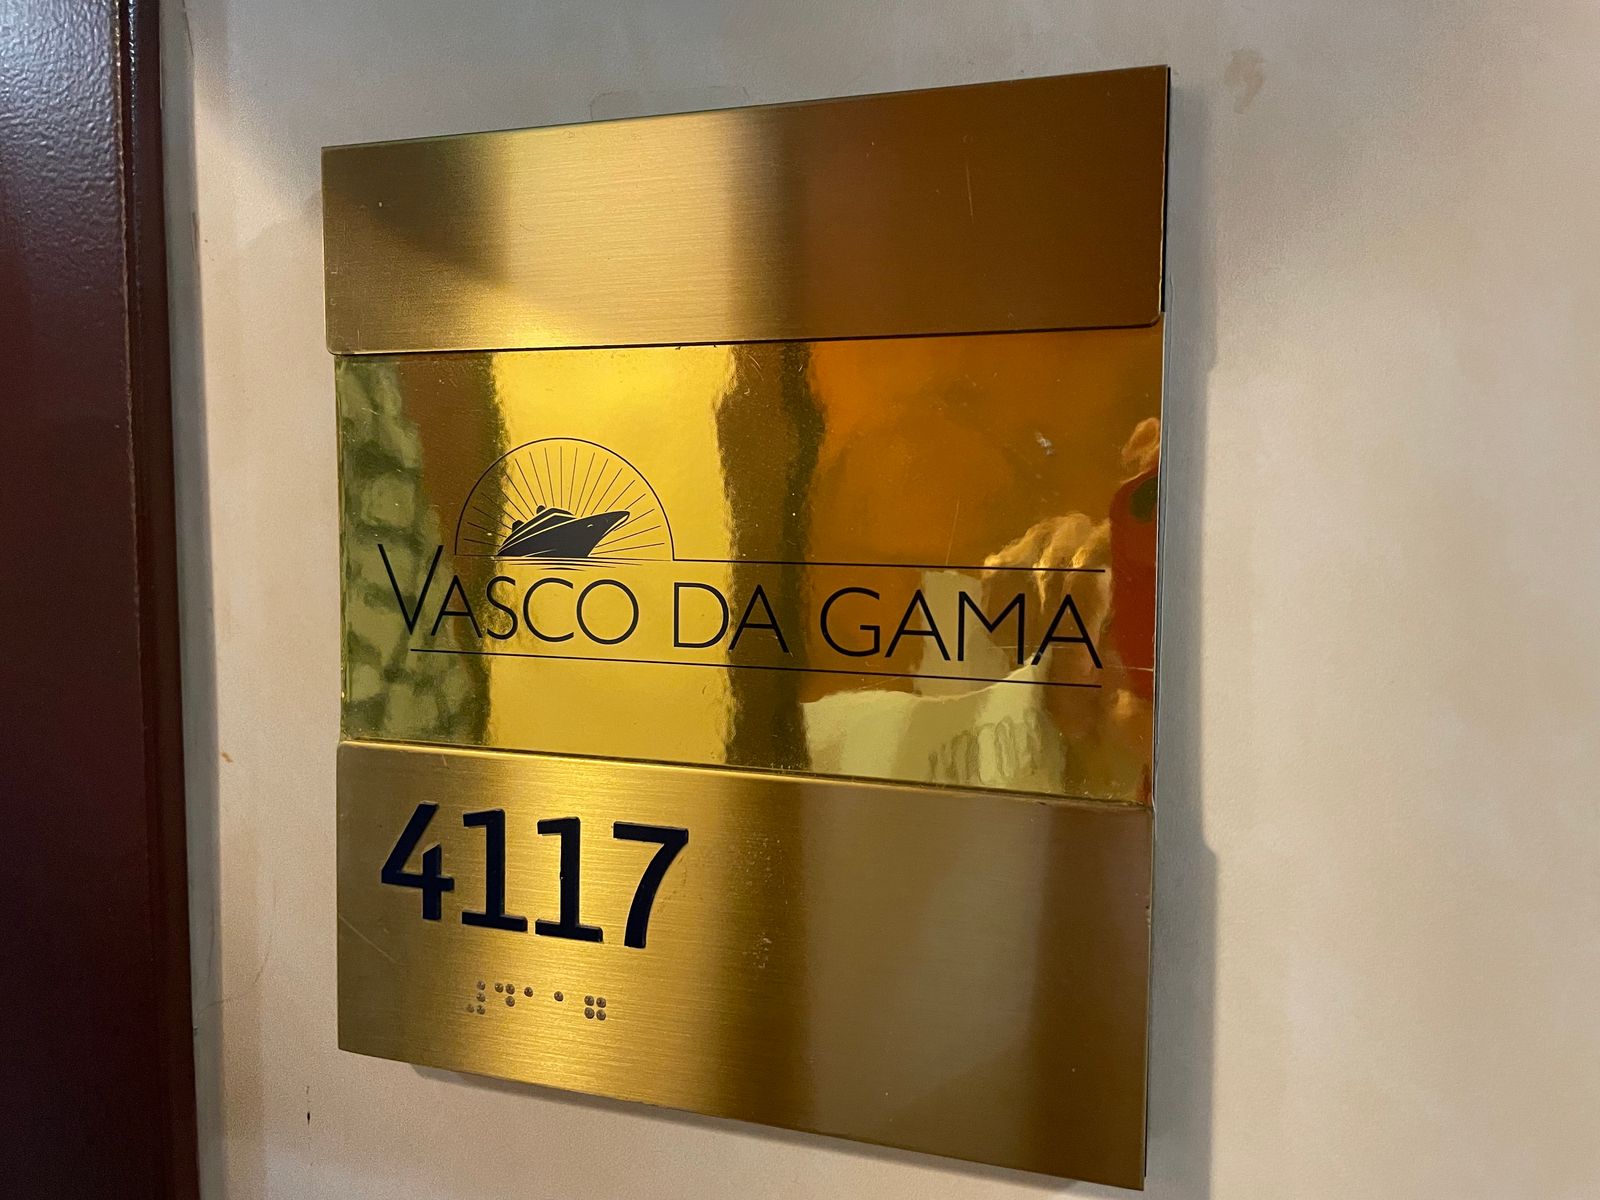 VASCO DA GAMA
4117
⠼⠙⠁⠁⠛